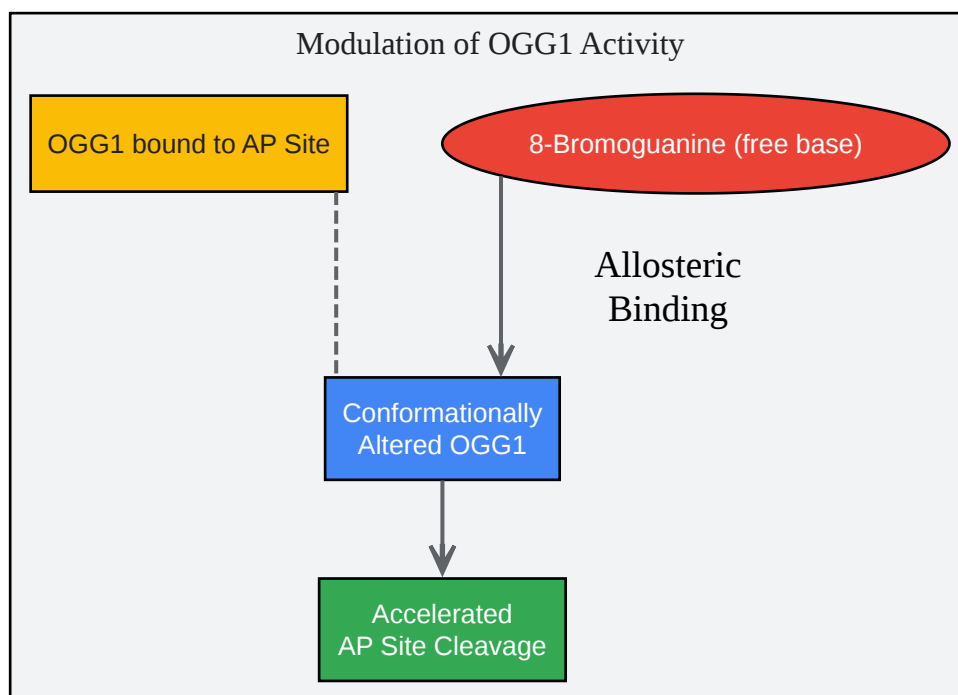 Modulation of OGG1 Activity
OGG1 bound to AP Site
8-Bromoguanine (free base)
Allosteric
Binding
Conformationally
Altered OGG1
Accelerated
AP Site Cleavage